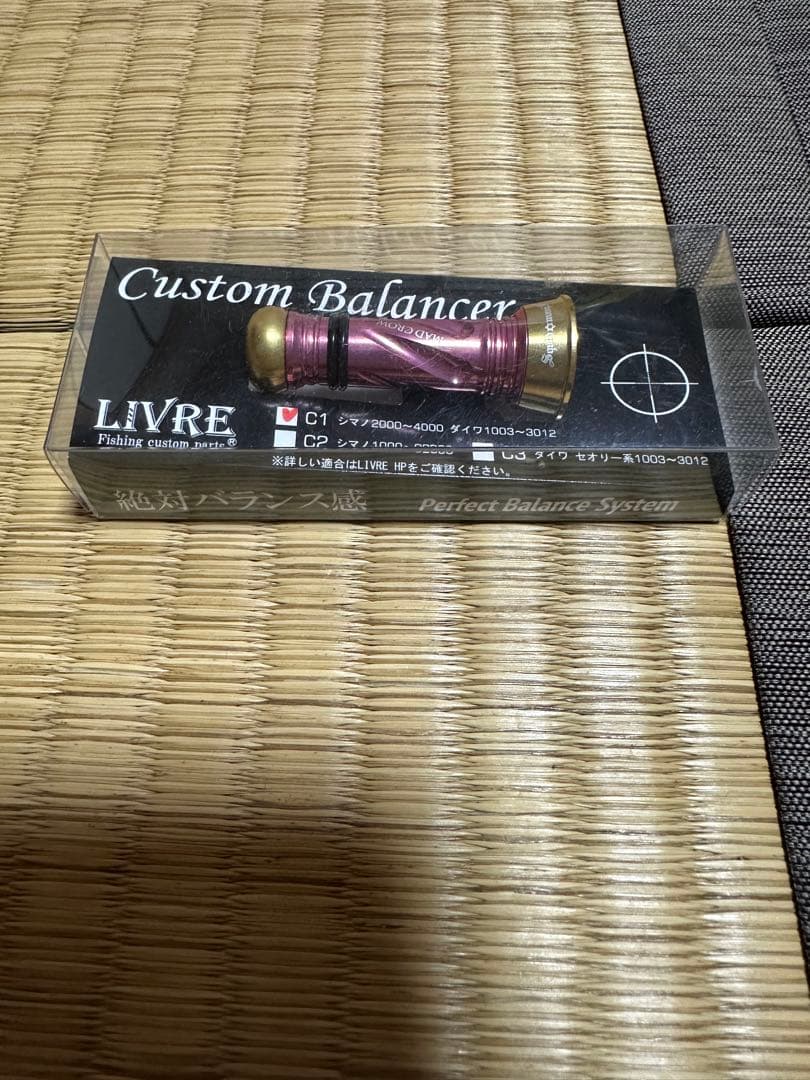 Custom Balancer
MAD CROW
LIVRE
Fishing custom parts®
C1 シマノ2000～4000 ダイワ1003～3012
C2 シマノ1000
C3 ダイワ セオリー系1003～3012
※詳しい適合はLIVRE HPをご確認ください。
絶対バランス感
Perfect Balance System